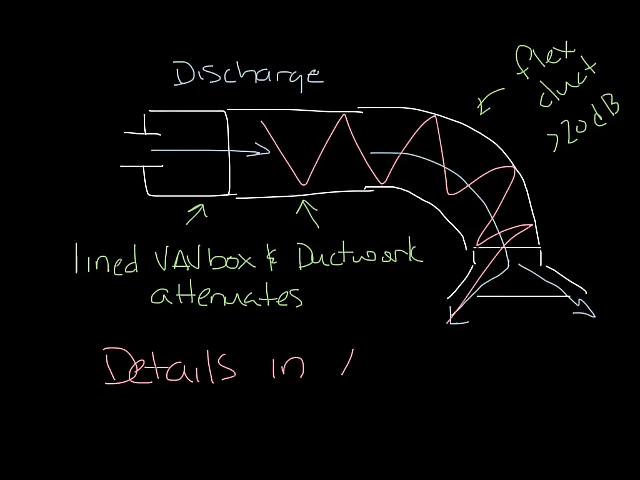 Discharge
flex
duct
>20dB
lined VAV box & Ductwork
attenuates
Details in